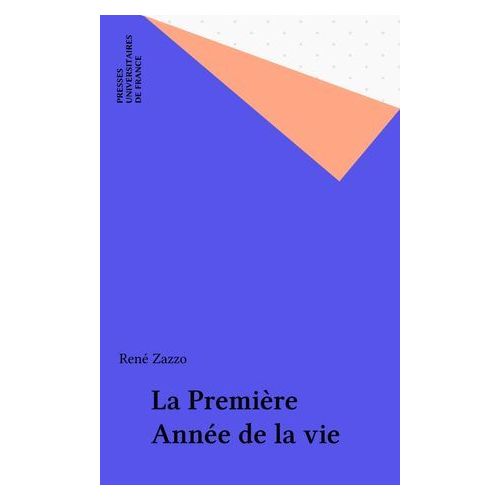 PRESSES
UNIVERSITAIRES
DE FRANCE
René Zazzo
La Première
Année de la vie